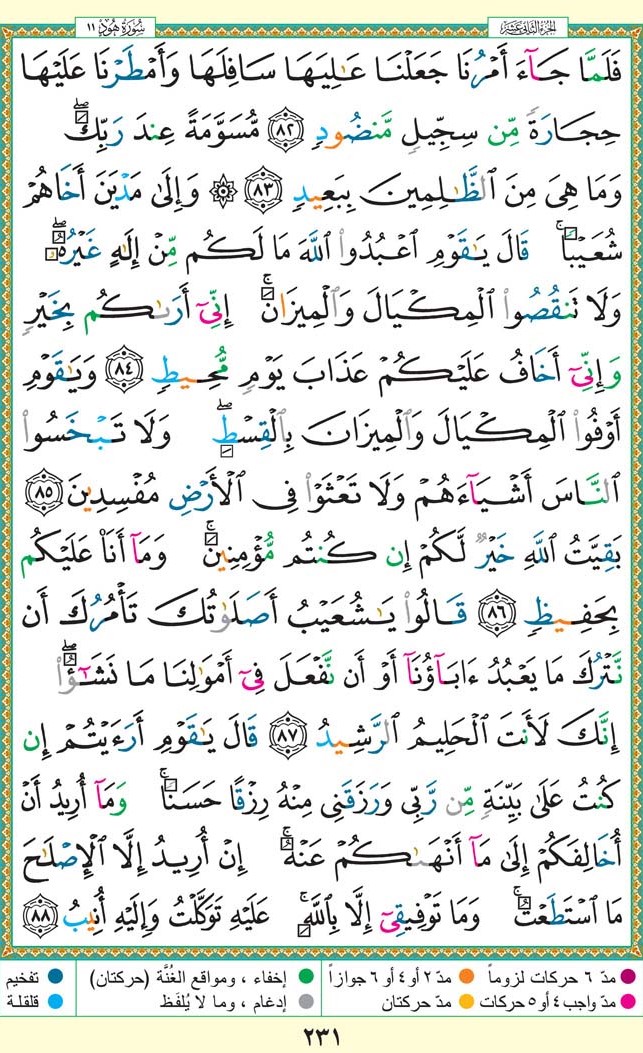 الجزء الثاني عشر
سورة هود ١١
فَلَمَّا جَآءَ أَمْرُنَا جَعَلْنَا عَٰلِيَهَا سَافِلَهَا وَأَمْطَرْنَا عَلَيْهَا
حِجَارَةً مِّن سِجِّيلٍ مَّنضُودٍ ٨٢ مُّسَوَّمَةً عِندَ رَبِّكَۖ
وَمَا هِىَ مِنَ ٱلظَّٰلِمِينَ بِبَعِيدٍ ٨٣ ۞ وَإِلَىٰ مَدْيَنَ أَخَاهُمْ
شُعَيْبًاۚ قَالَ يَٰقَوْمِ ٱعْبُدُوا۟ ٱللَّهَ مَا لَكُم مِّنْ إِلَٰهٍ غَيْرُهُۥۖ
وَلَا تَنقُصُوا۟ ٱلْمِكْيَالَ وَٱلْمِيزَانَۚ إِنِّىٓ أَرَىٰكُم بِخَيْرٍ
وَإِنِّىٓ أَخَافُ عَلَيْكُمْ عَذَابَ يَوْمٍ مُّحِيطٍ ٨٤ وَيَٰقَوْمِ
أَوْفُوا۟ ٱلْمِكْيَالَ وَٱلْمِيزَانَ بِٱلْقِسْطِۖ وَلَا تَبْخَسُوا۟
ٱلنَّاسَ أَشْيَآءَهُمْ وَلَا تَعْثَوْا۟ فِى ٱلْأَرْضِ مُفْسِدِينَ ٨٥
بَقِيَّتُ ٱللَّهِ خَيْرٌ لَّكُمْ إِن كُنتُم مُّؤْمِنِينَۚ وَمَآ أَنَا۠ عَلَيْكُم
بِحَفِيظٍ ٨٦ قَالُوا۟ يَٰشُعَيْبُ أَصَلَوٰتُكَ تَأْمُرُكَ أَن
نَّتْرُكَ مَا يَعْبُدُ ءَابَآؤُنَآ أَوْ أَن نَّفْعَلَ فِىٓ أَمْوَٰلِنَا مَا نَشَٰٓؤُا۟ۖ
إِنَّكَ لَأَنتَ ٱلْحَلِيمُ ٱلرَّشِيدُ ٨٧ قَالَ يَٰقَوْمِ أَرَءَيْتُمْ إِن
كُنتُ عَلَىٰ بَيِّنَةٍ مِّن رَّبِّى وَرَزَقَنِى مِنْهُ رِزْقًا حَسَنًاۚ وَمَآ أُرِيدُ أَنْ
أُخَالِفَكُمْ إِلَىٰ مَآ أَنْهَىٰكُمْ عَنْهُۚ إِنْ أُرِيدُ إِلَّا ٱلْإِصْلَٰحَ
مَا ٱسْتَطَعْتُۚ وَمَا تَوْفِيقِىٓ إِلَّا بِٱللَّهِۚ عَلَيْهِ تَوَكَّلْتُ وَإِلَيْهِ أُنِيبُ ٨٨
مدّ ٦ حركات لزوماً مدّ ٢ أو ٤ أو ٦ جوازاً إخفاء ، ومواقع الغُنَّة (حركتان) تفخيم
مدّ واجب ٤ أو ٥ حركات مدّ حركتان إدغام ، وما لا يُلفَظ قلقلة
٢٣١